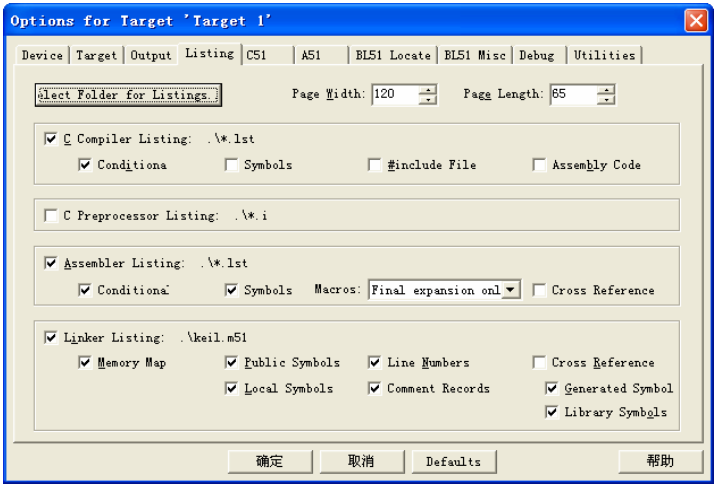 Options for Target 'Target 1'
Device Target Output Listing C51 A51 BL51 Locate BL51 Misc Debug Utilities
elect Folder for Listings. Page Width: 120 Page Length: 65
C Compiler Listing: .\*.lst
Conditiona Symbols #include File Assembly Code
C Preprocessor Listing: .\*.i
Assembler Listing: .\*.lst
Conditional Symbols Macros: Final expansion onl Cross Reference
Linker Listing: .\keil.m51
Memory Map Public Symbols Line Numbers Cross Reference
Local Symbols Comment Records Generated Symbol
Library Symbols
确定 取消 Defaults 帮助